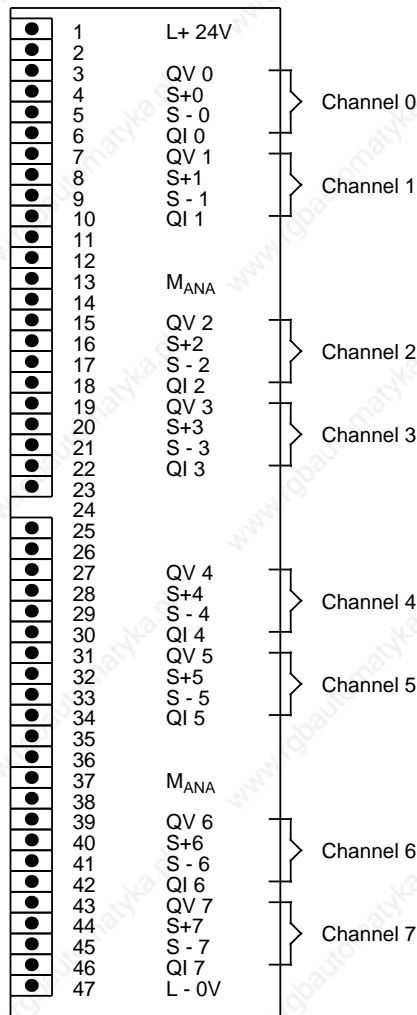 1 L+ 24V
2
3 QV 0
4 S+0
Channel 0
5 S - 0
6 QI 0
7 QV 1
8 S+1
Channel 1
9 S - 1
10 QI 1
11
12
13 MANA
14
15 QV 2
16 S+2
Channel 2
17 S - 2
18 QI 2
19 QV 3
20 S+3
Channel 3
21 S - 3
22 QI 3
23
24
25
26
27 QV 4
28 S+4
Channel 4
29 S - 4
30 QI 4
31 QV 5
32 S+5
Channel 5
33 S - 5
34 QI 5
35
36
37 MANA
38
39 QV 6
40 S+6
Channel 6
41 S - 6
42 QI 6
43 QV 7
44 S+7
Channel 7
45 S - 7
46 QI 7
47 L - 0V
www.rgbautomatyka.pl